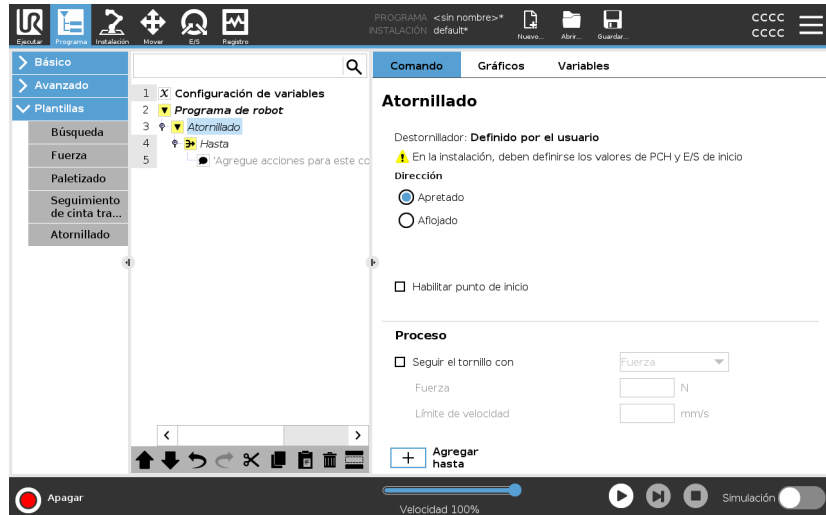 PROGRAMA <sin nombre>*
INSTALACIÓN default*
UR
Ejecutar
Programa
Instalación
Mover
E/S
Registro
Nuevo...
Abrir...
Guardar...
cccc
cccc
Básico
Avanzado
Plantillas
Búsqueda
Fuerza
Paletizado
Seguimiento
de cinta tra...
Atornillado
1 X Configuración de variables
2 Programa de robot
3 Atornillado
4 Hasta
5 'Agregue acciones para este co
Comando
Gráficos
Variables
Atornillado
Destornillador: Definido por el usuario
En la instalación, deben definirse los valores de PCH y E/S de inicio
Dirección
Apretado
Aflojado
Habilitar punto de inicio
Proceso
Seguir el tornillo con
Fuerza
Fuerza
N
Límite de velocidad
mm/s
+ Agregar
hasta
Apagar
Velocidad 100%
Simulación